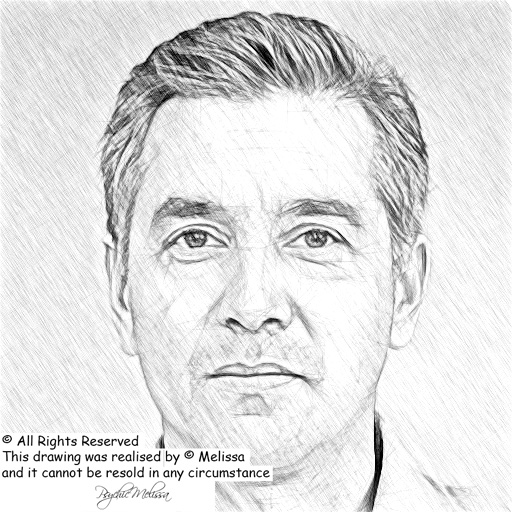 © All Rights Reserved
This drawing was realised by © Melissa
and it cannot be resold in any circumstance
Psychic Melissa